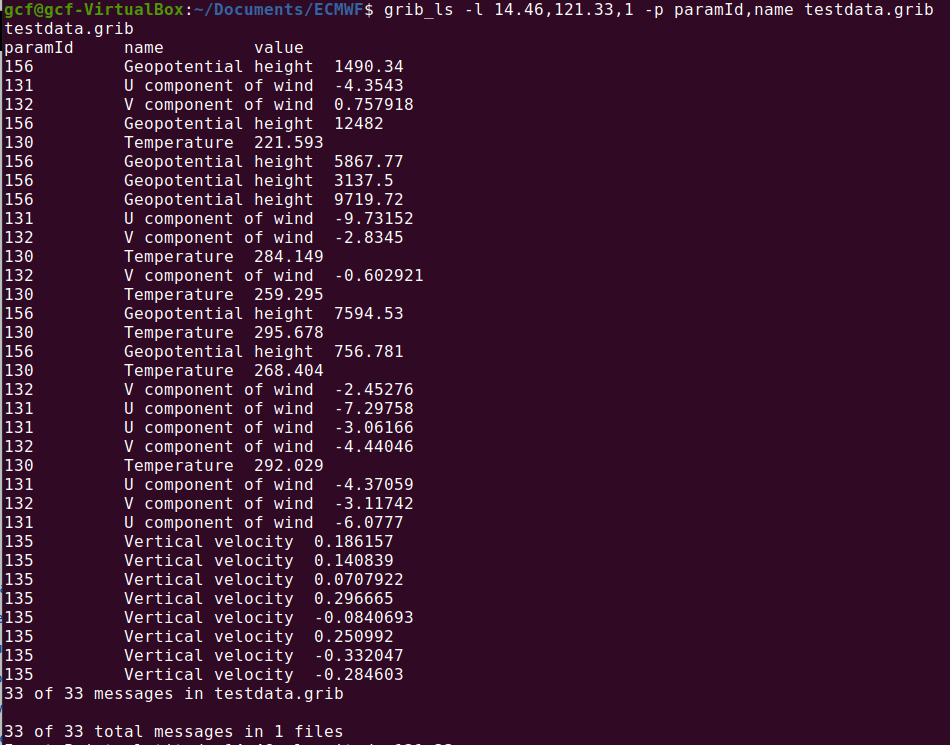 gcf@gcf-VirtualBox:~/Documents/ECMWF$ grib_ls -l 14.46,121.33,1 -p paramId,name testdata.grib
testdata.grib
paramId name value
156 Geopotential height 1490.34
131 U component of wind -4.3543
132 V component of wind 0.757918
156 Geopotential height 12482
130 Temperature 221.593
156 Geopotential height 5867.77
156 Geopotential height 3137.5
156 Geopotential height 9719.72
131 U component of wind -9.73152
132 V component of wind -2.8345
130 Temperature 284.149
132 V component of wind -0.602921
130 Temperature 259.295
156 Geopotential height 7594.53
130 Temperature 295.678
156 Geopotential height 756.781
130 Temperature 268.404
132 V component of wind -2.45276
131 U component of wind -7.29758
131 U component of wind -3.06166
132 V component of wind -4.44046
130 Temperature 292.029
131 U component of wind -4.37059
132 V component of wind -3.11742
131 U component of wind -6.0777
135 Vertical velocity 0.186157
135 Vertical velocity 0.140839
135 Vertical velocity 0.0707922
135 Vertical velocity 0.296665
135 Vertical velocity -0.0840693
135 Vertical velocity 0.250992
135 Vertical velocity -0.332047
135 Vertical velocity -0.284603
33 of 33 messages in testdata.grib
33 of 33 total messages in 1 files